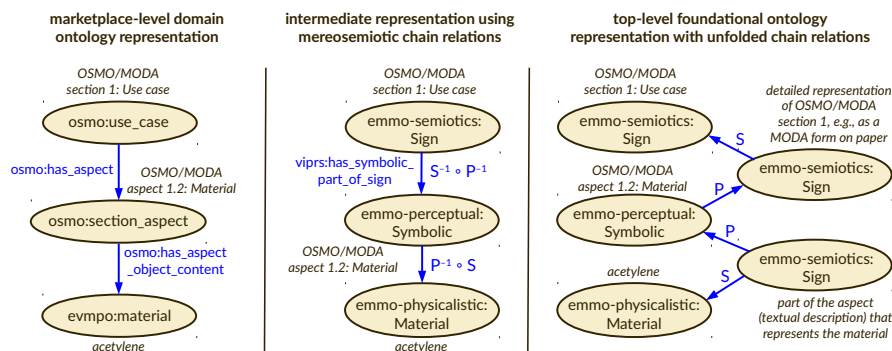 marketplace-level domain
ontology representation
OSMO/MODA
section 1: Use case
osmo:use_case
osmo:has_aspect
OSMO/MODA
aspect 1.2: Material
osmo:section_aspect
osmo:has_aspect
_object_content
evmpo:material
acetylene
intermediate representation using
mereosemiotic chain relations
OSMO/MODA
section 1: Use case
emmo-semiotics:
Sign
viprs:has_symbolic_
part_of_sign
S⁻¹ ∘ P⁻¹
emmo-perceptual:
Symbolic
OSMO/MODA
aspect 1.2: Material
P⁻¹ ∘ S
emmo-physicalistic:
Material
acetylene
top-level foundational ontology
representation with unfolded chain relations
OSMO/MODA
section 1: Use case
emmo-semiotics:
Sign
detailed representation
of OSMO/MODA
section 1, e.g., as a
MODA form on paper
S
emmo-semiotics:
Sign
OSMO/MODA
aspect 1.2: Material
P
emmo-perceptual:
Symbolic
P
emmo-semiotics:
Sign
acetylene
S
emmo-physicalistic:
Material
part of the aspect
(textual description) that
represents the material